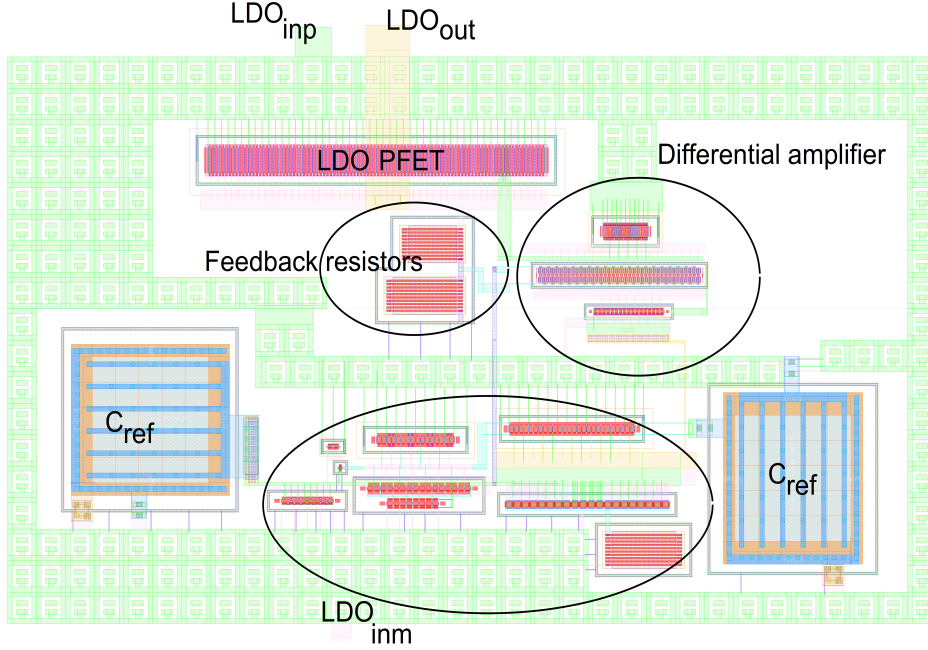 LDOinp
LDOout
LDO PFET
Differential amplifier
Feedback resistors
Cref
Cref
LDOinm